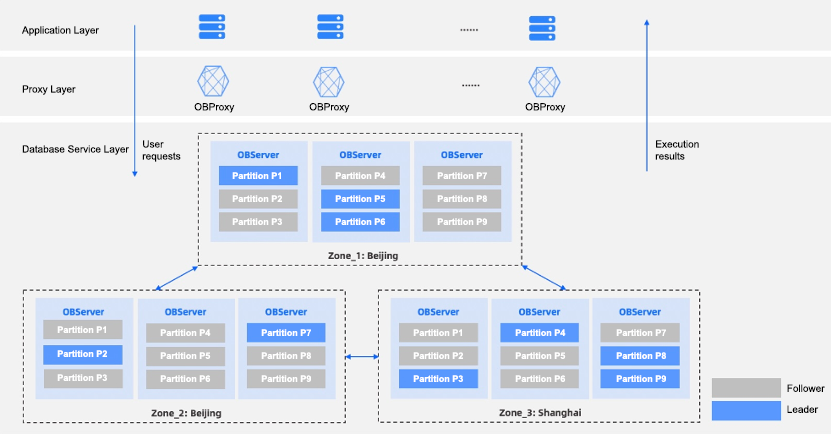 Application Layer
......
Proxy Layer
......
OBProxy
OBProxy
OBProxy
Database Service Layer
User
requests
Execution
results
OBServer
Partition P1
Partition P2
Partition P3
OBServer
Partition P4
Partition P5
Partition P6
OBServer
Partition P7
Partition P8
Partition P9
Zone_1: Beijing
OBServer
Partition P1
Partition P2
Partition P3
OBServer
Partition P4
Partition P5
Partition P6
OBServer
Partition P7
Partition P8
Partition P9
Zone_2: Beijing
OBServer
Partition P1
Partition P2
Partition P3
OBServer
Partition P4
Partition P5
Partition P6
OBServer
Partition P7
Partition P8
Partition P9
Zone_3: Shanghai
Follower
Leader